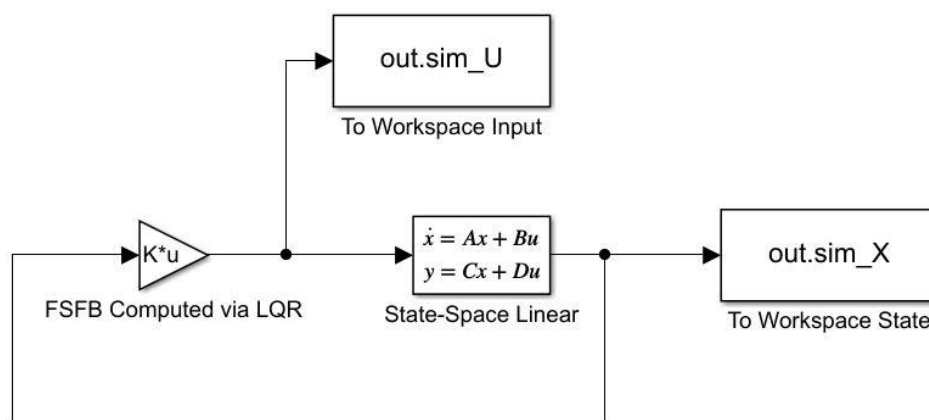 out.sim_U
To Workspace Input
K*u
FSFB Computed via LQR
ẋ = Ax + Bu
y = Cx + Du
State-Space Linear
out.sim_X
To Workspace State